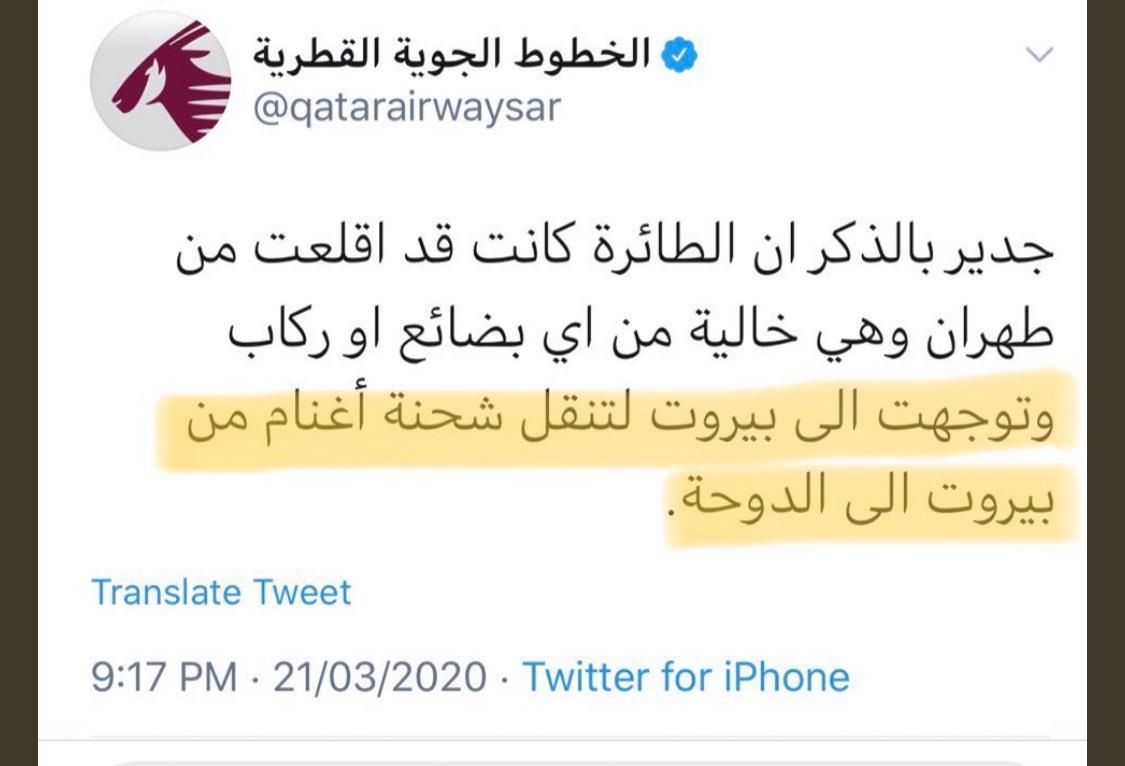 الخطوط الجوية القطرية
@qatarairwaysar
جدير بالذكر ان الطائرة كانت قد اقلعت من
طهران وهي خالية من اي بضائع او ركاب
وتوجهت الى بيروت لتنقل شحنة أغنام من
بيروت الى الدوحة.
Translate Tweet
9:17 PM · 21/03/2020 · Twitter for iPhone